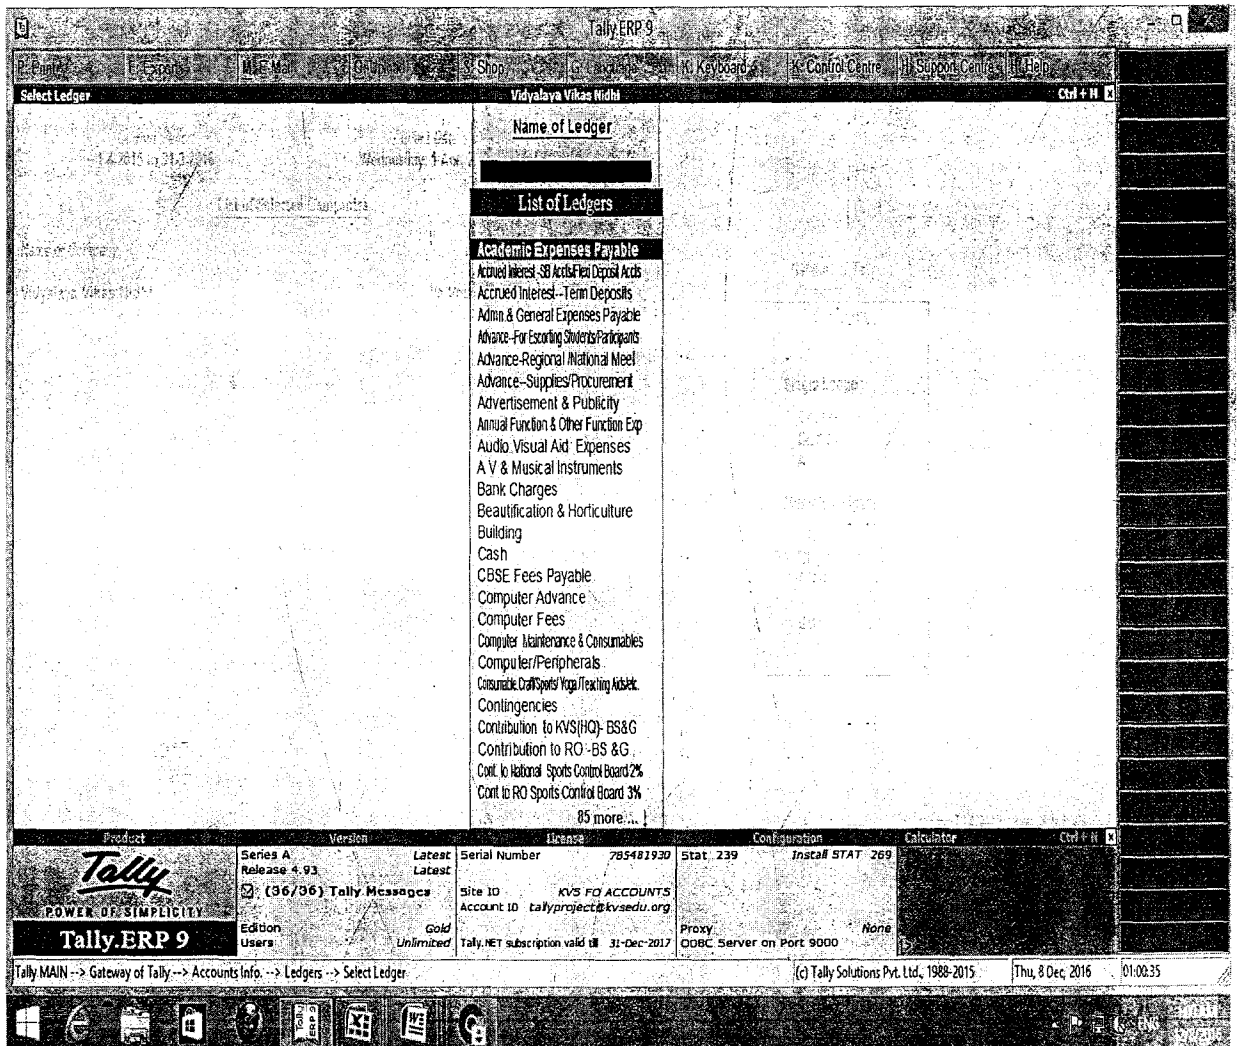 Tally.ERP 9
M: E-Mail S: Shop K: Keyboard K: Control Centre H: Support Centre H: Help
Select Ledger Vidyalaya Vikas Nidhi Ctrl + H
Name of Ledger
List of Ledgers
Academic Expenses Payable
Accrued Interest -SB Accts/Flexi Deposit Accts
Accrued Interest--Term Deposits
Admn & General Expenses Payable
Advance--For Escorting Students/Participants
Advance-Regional /National Meet
Advance--Supplies/Procurement
Advertisement & Publicity
Annual Function & Other Function Exp
Audio Visual Aid Expenses
A V & Musical Instruments
Bank Charges
Beautification & Horticulture
Building
Cash
CBSE Fees Payable
Computer Advance
Computer Fees
Computer Maintenance & Consumables
Computer/Peripherals
Consumable.Craft/Sports/ Yoga /Teaching Aids/etc.
Contingencies
Contribution to KVS(HQ)- BS&G
Contribution to RO -BS &G
Cont. to National Sports Control Board 2%
Cont to RO Sports Control Board 3%
85 more ...
Product Version License Configuration Calculator Ctrl + N
Tally
POWER OF SIMPLICITY
Tally.ERP 9
Series A Latest
Release 4.93 Latest
(36/36) Tally Messages
Edition Gold
Users Unlimited
Serial Number 785481930
Site ID KVS FO ACCOUNTS
Account ID tallyproject@kvsedu.org
Tally.NET subscription valid till 31-Dec-2017
Stat 239 Install STAT 269
Proxy None
ODBC Server on Port 9000
Tally MAIN --> Gateway of Tally --> Accounts Info. --> Ledgers --> Select Ledger (c) Tally Solutions Pvt. Ltd., 1988-2015 Thu, 8 Dec, 2016 01:00:35
ENG